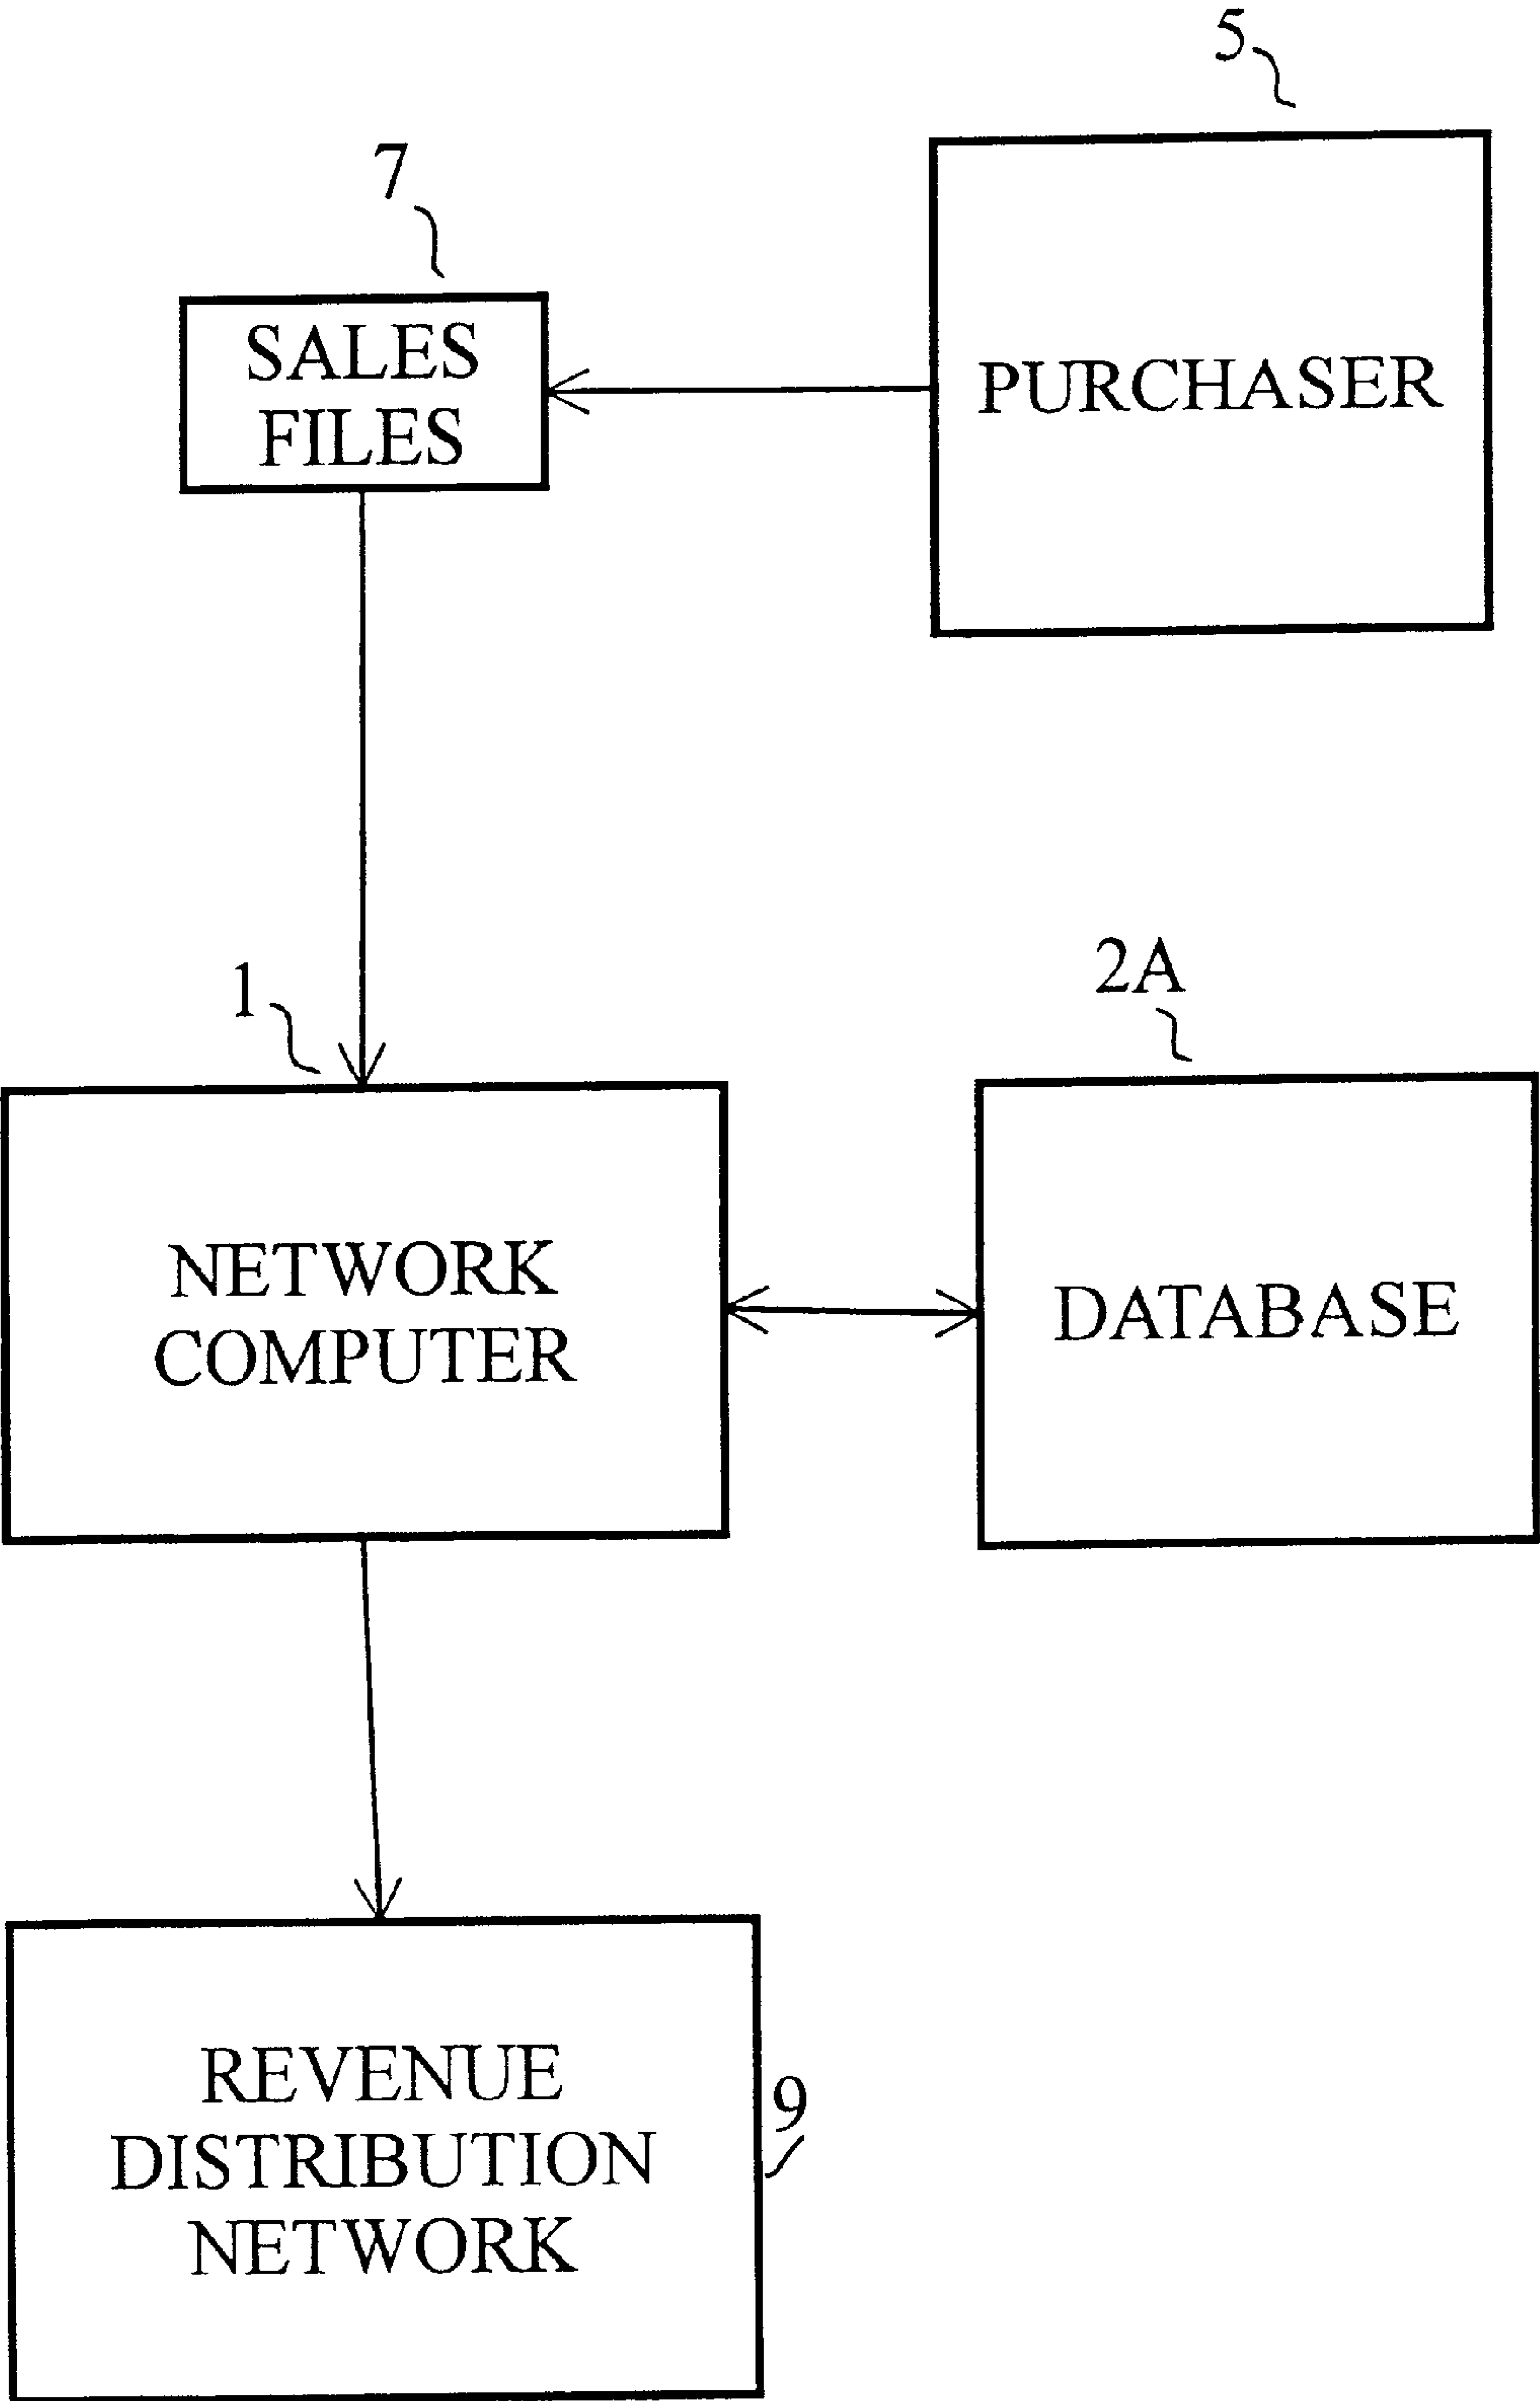 5
7
SALES
FILES
PURCHASER
1
2A
NETWORK
COMPUTER
DATABASE
REVENUE
DISTRIBUTION
NETWORK
9